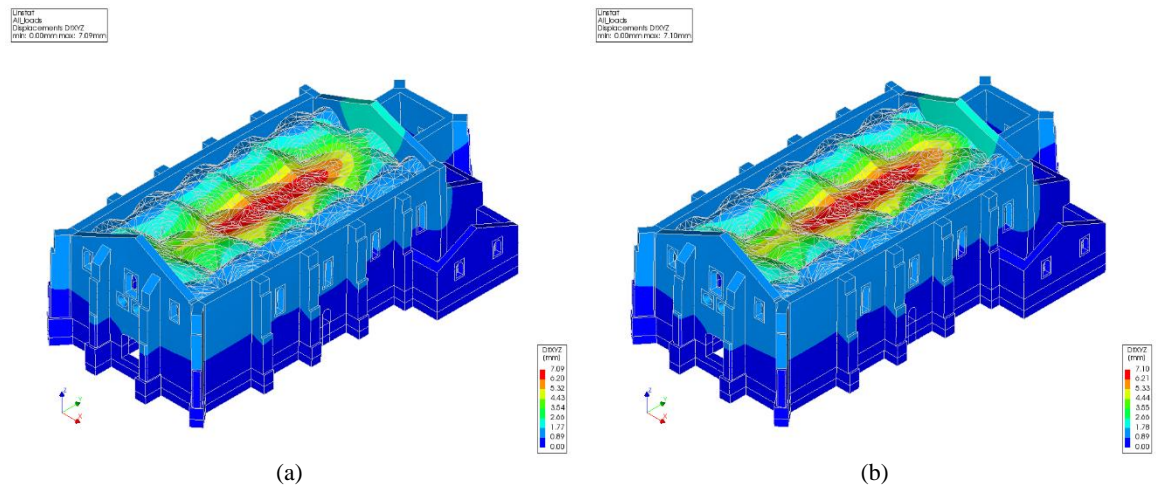 Linstat
All_loads
Displacements DtXYZ
min: 0.00mm max: 7.09mm
Linstat
All_loads
Displacements DtXYZ
min: 0.00mm max: 7.10mm
DtXYZ
(mm)
7.09
6.20
5.32
4.43
3.54
2.66
1.77
0.89
0.00
Z
Y
X
DtXYZ
(mm)
7.10
6.21
5.33
4.44
3.55
2.66
1.78
0.89
0.00
Z
Y
X
(a)
(b)